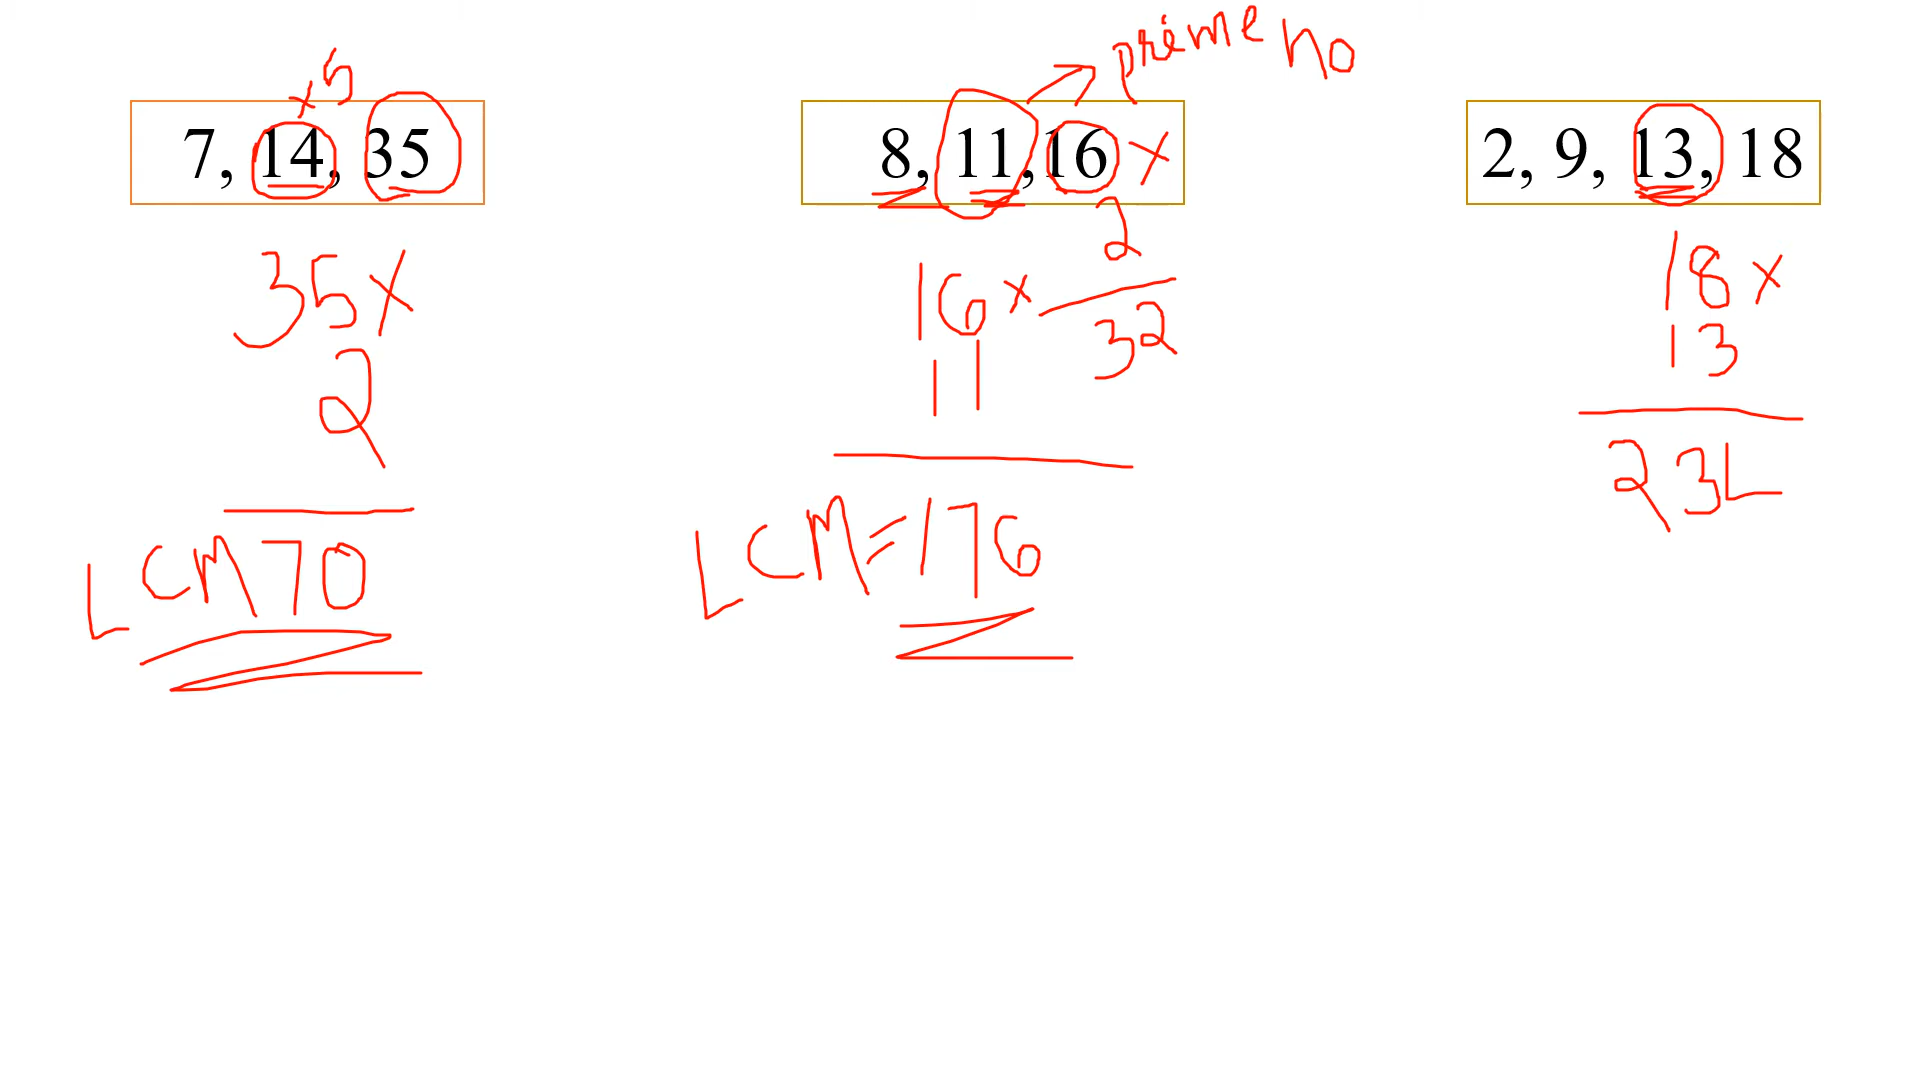 ×5
7, 14, 35
35×
2
LCM 70
prime no
8, 11, 16 ×
2
32
16×
11
LCM=176
2, 9, 13, 18
18×
13
234